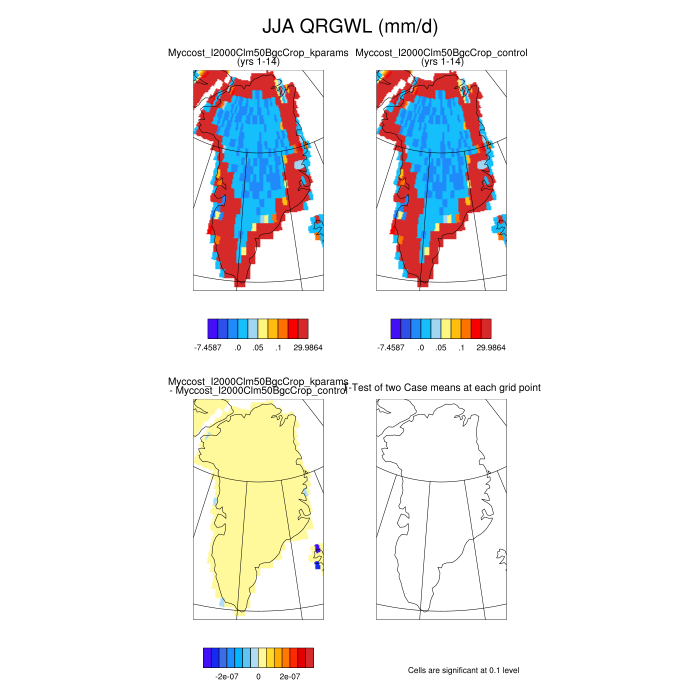 JJA QRGWL (mm/d)
Myccost_I2000Clm50BgcCrop_kparams
(yrs 1-14)
Myccost_I2000Clm50BgcCrop_control
(yrs 1-14)
-7.4587 .0 .05 .1 29.9864
-7.4587 .0 .05 .1 29.9864
Myccost_I2000Clm50BgcCrop_kparams
- Myccost_I2000Clm50BgcCrop_control
T-Test of two Case means at each grid point
-2e-07 0 2e-07
Cells are significant at 0.1 level